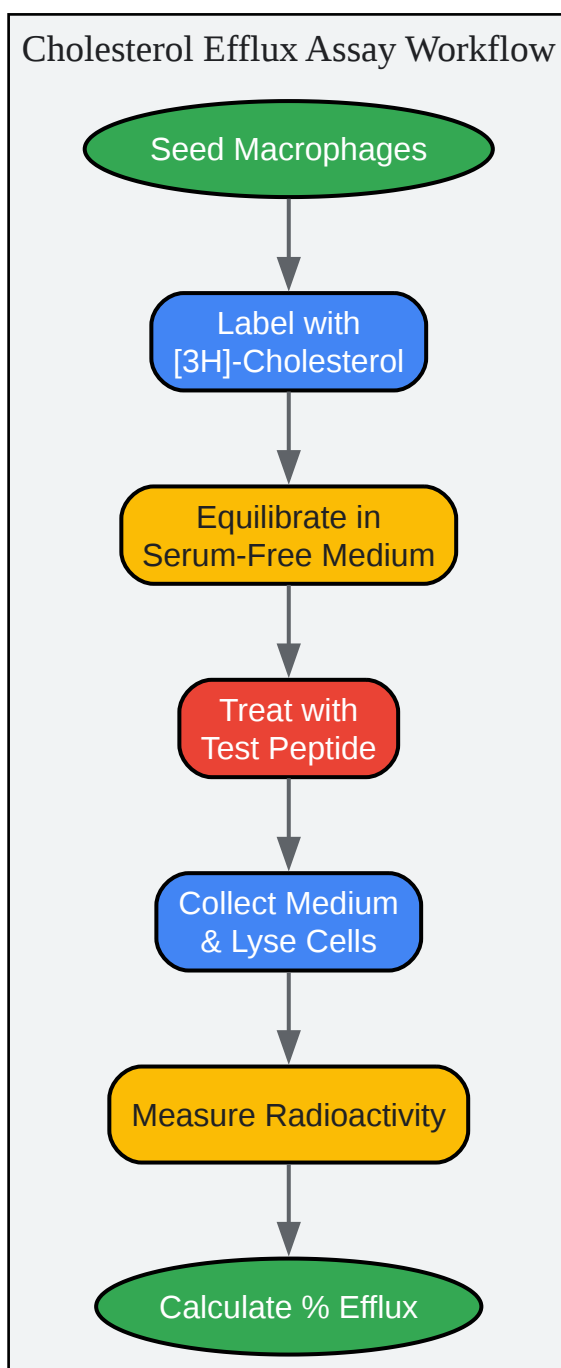 Cholesterol Efflux Assay Workflow
Seed Macrophages
Label with
[3H]-Cholesterol
Equilibrate in
Serum-Free Medium
Treat with
Test Peptide
Collect Medium
& Lyse Cells
Measure Radioactivity
Calculate % Efflux